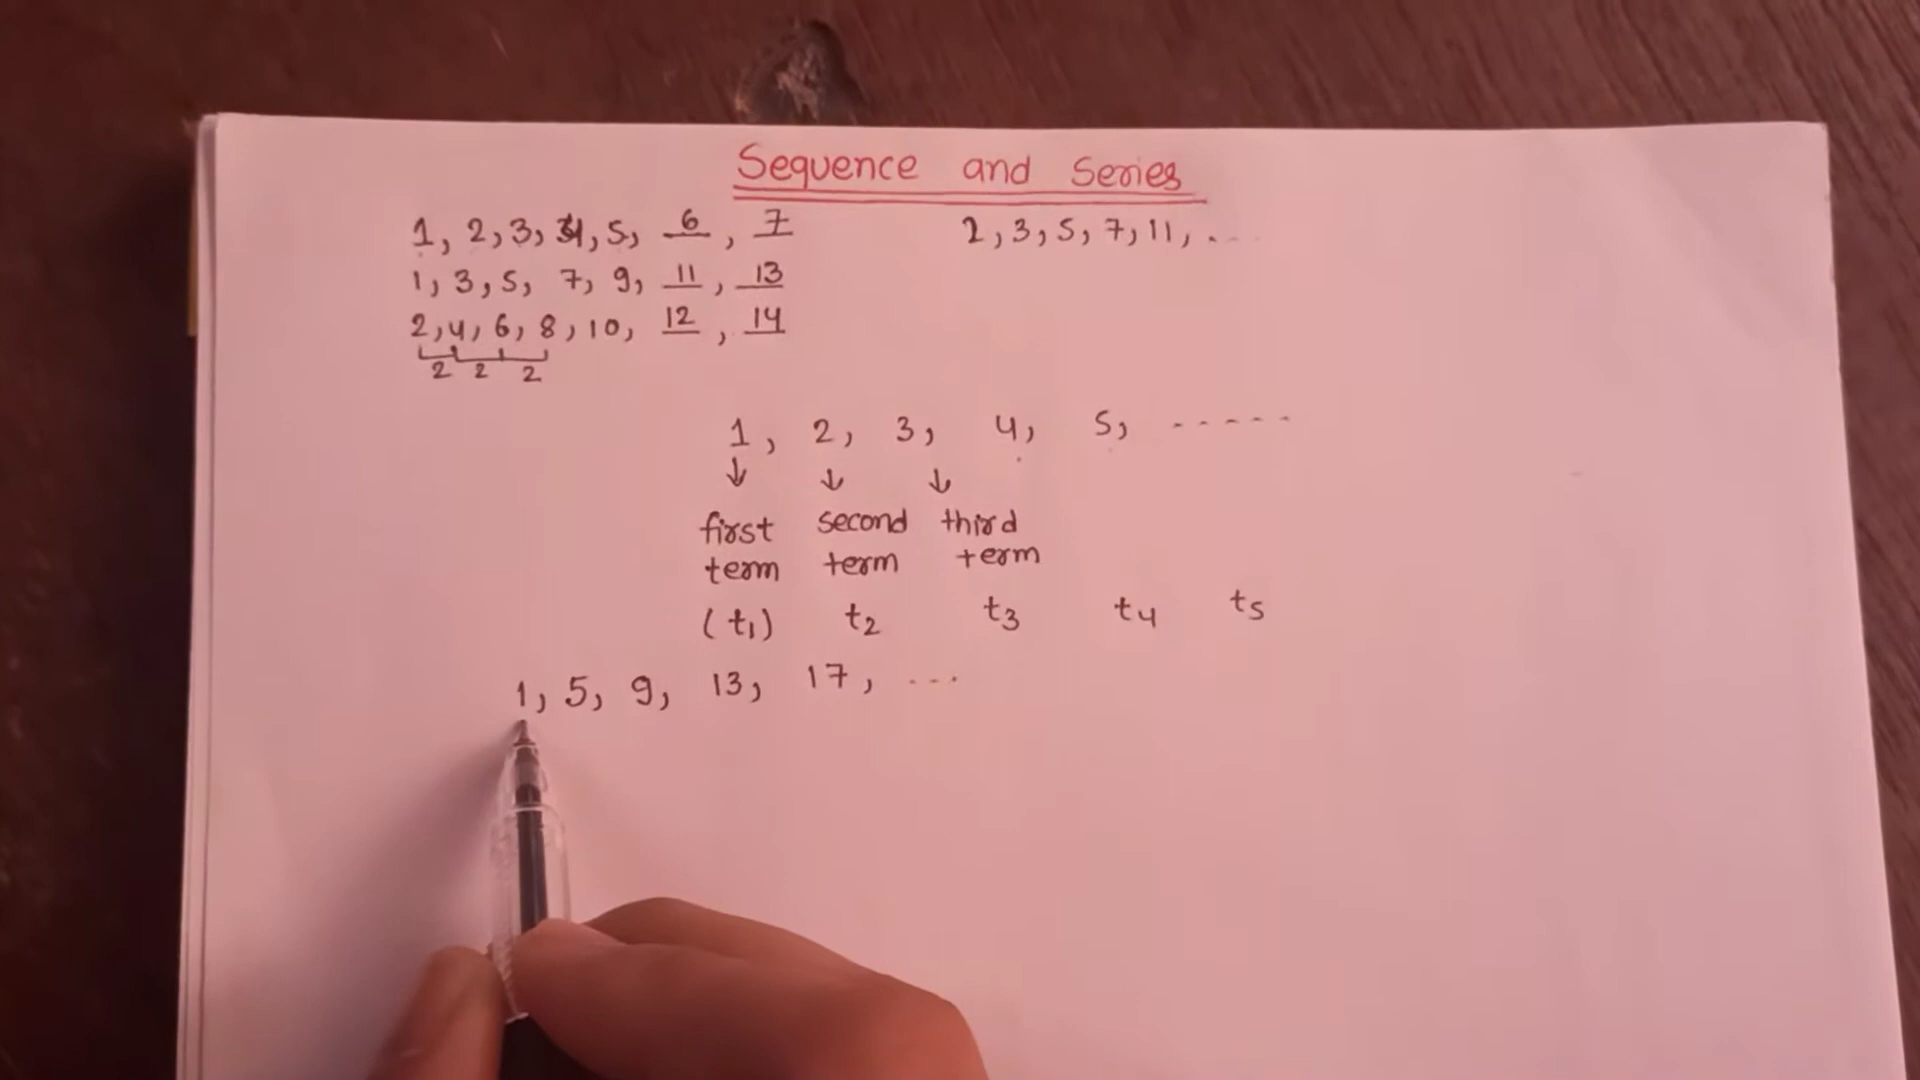 Sequence and Series
1, 2, 3, 4, 5, 6, 7
2, 3, 5, 7, 11, ....
1, 3, 5, 7, 9, 11, 13
2, 4, 6, 8, 10, 12, 14
2 2 2
1, 2, 3, 4, 5, -----
↓ ↓ ↓
first second third
term term term
(t1) t2 t3 t4 t5
1, 5, 9, 13, 17, ...